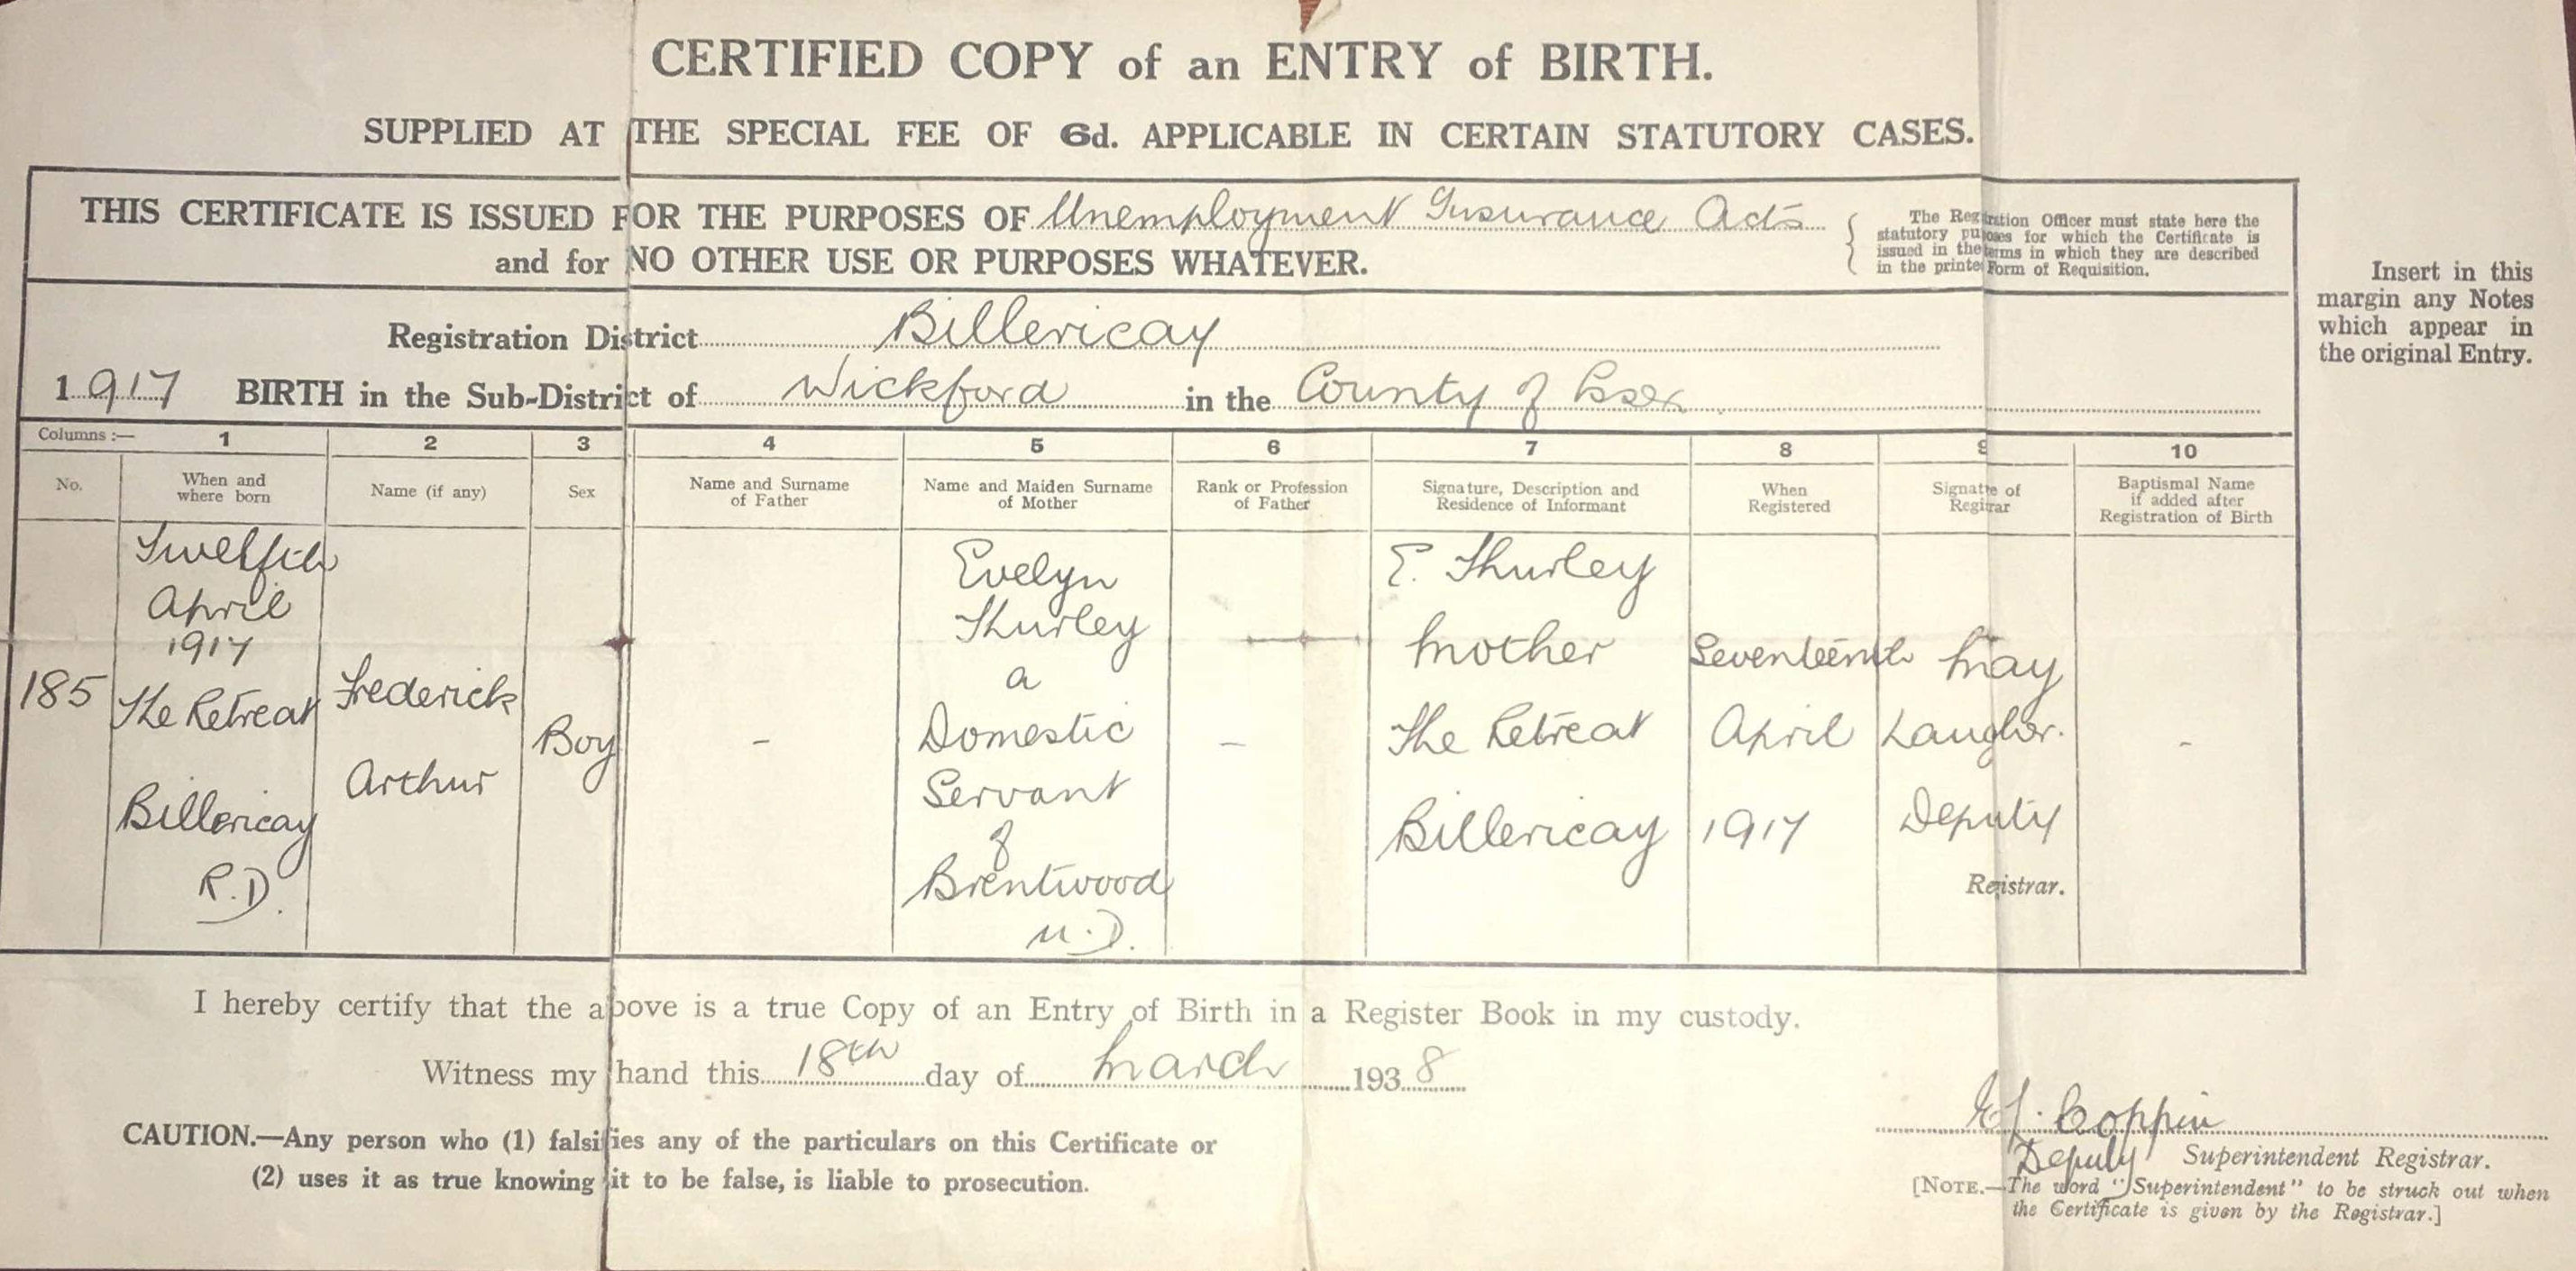 CERTIFIED COPY of an ENTRY of BIRTH.
SUPPLIED AT THE SPECIAL FEE OF 6d. APPLICABLE IN CERTAIN STATUTORY CASES.
THIS CERTIFICATE IS ISSUED FOR THE PURPOSES OF Unemployment Insurance Acts
and for NO OTHER USE OR PURPOSES WHATEVER.
The Registration Officer must state here the
statutory purposes for which the Certificate is
issued in the terms in which they are described
in the printed Form of Requisition.
Insert in this
margin any Notes
which appear in
the original Entry.
Registration District Billericay
1917 BIRTH in the Sub-District of Wickford in the County of Essex
Columns:— 1 2 3 4 5 6 7 8 9 10
No.
When and
where born
Name (if any)
Sex
Name and Surname
of Father
Name and Maiden Surname
of Mother
Rank or Profession
of Father
Signature, Description and
Residence of Informant
When
Registered
Signature of
Registrar
Baptismal Name
if added after
Registration of Birth
185
Twelfth
April
1917
The Retreat
Billericay
R.D.
Frederick
Arthur
Boy
-
Evelyn
Thurley
a
Domestic
Servant
of
Brentwood
U.D.
-
E. Thurley
Mother
The Retreat
Billericay
Seventeenth
April
1917
May
Laugher.
Deputy
Registrar.
-
I hereby certify that the above is a true Copy of an Entry of Birth in a Register Book in my custody.
Witness my hand this 18th day of March 1938
CAUTION.—Any person who (1) falsifies any of the particulars on this Certificate or
(2) uses it as true knowing it to be false, is liable to prosecution.
Coppin
Deputy Superintendent Registrar.
[NOTE.—The word "Superintendent" to be struck out when
the Certificate is given by the Registrar.]